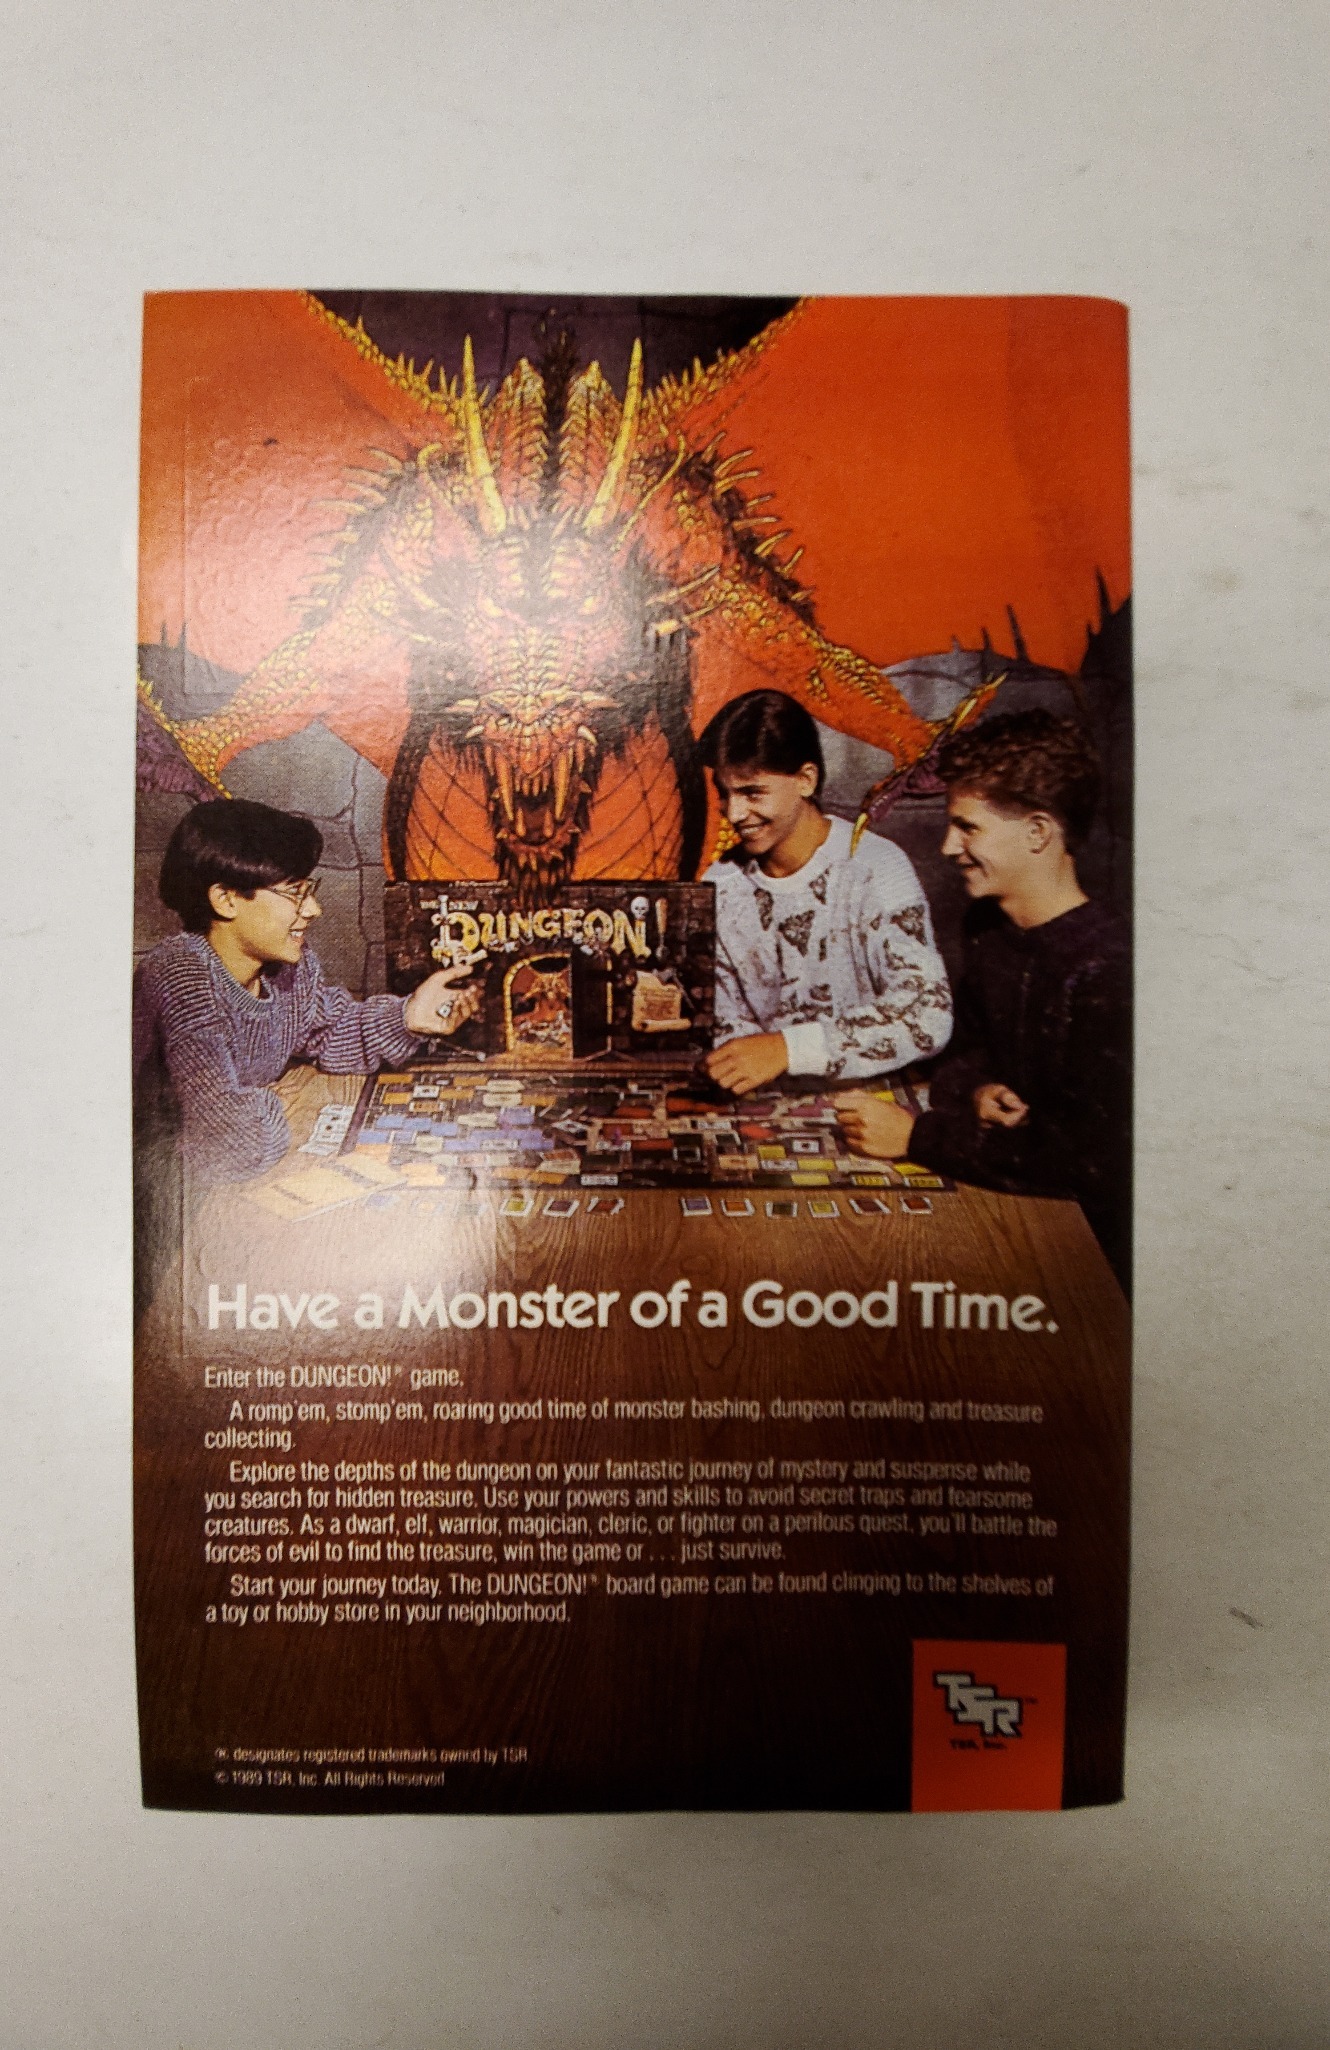 THE NEW
DUNGEON!
Have a Monster of a Good Time.
Enter the DUNGEON!® game.
A romp'em, stomp'em, roaring good time of monster bashing, dungeon crawling and treasure
collecting.
Explore the depths of the dungeon on your fantastic journey of mystery and suspense while
you search for hidden treasure. Use your powers and skills to avoid secret traps and fearsome
creatures. As a dwarf, elf, warrior, magician, cleric, or fighter on a perilous quest, you'll battle the
forces of evil to find the treasure, win the game or . . . just survive.
Start your journey today. The DUNGEON!® board game can be found clinging to the shelves of
a toy or hobby store in your neighborhood.
TSR™
TSR, Inc.
® designates registered trademarks owned by TSR
© 1989 TSR, Inc. All Rights Reserved